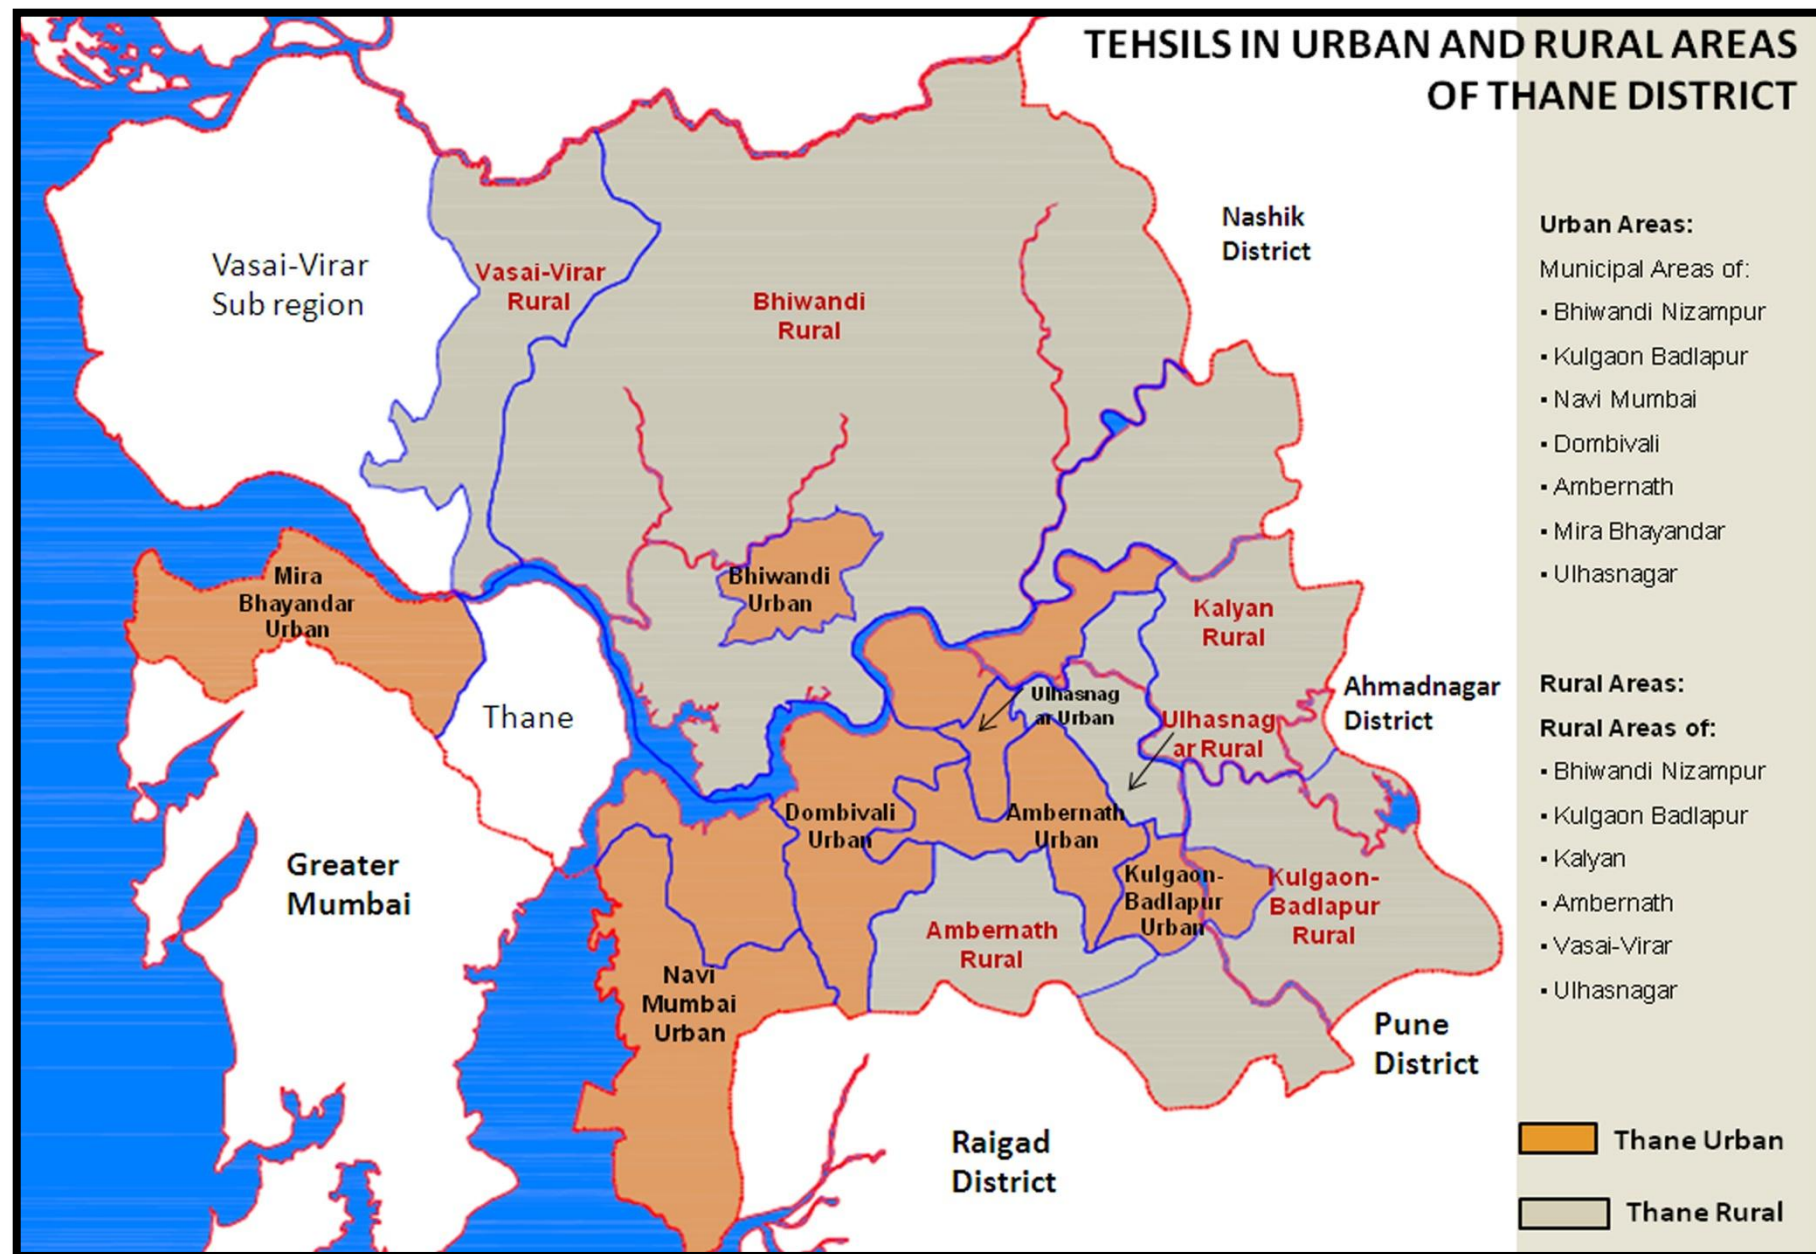 TEHSILS IN URBAN AND RURAL AREAS
OF THANE DISTRICT
Nashik
District
Vasai-Virar
Sub region
Vasai-Virar
Rural
Bhiwandi
Rural
Mira
Bhayandar
Urban
Bhiwandi
Urban
Kalyan
Rural
Thane
Ulhasnag
ar Urban
Ulhasnag
ar Rural
Ahmadnagar
District
Dombivali
Urban
Ambernath
Urban
Greater
Mumbai
Kulgaon-
Badlapur
Urban
Kulgaon-
Badlapur
Rural
Ambernath
Rural
Navi
Mumbai
Urban
Pune
District
Raigad
District
Urban Areas:
Municipal Areas of:
▪ Bhiwandi Nizampur
▪ Kulgaon Badlapur
▪ Navi Mumbai
▪ Dombivali
▪ Ambernath
▪ Mira Bhayandar
▪ Ulhasnagar
Rural Areas:
Rural Areas of:
▪ Bhiwandi Nizampur
▪ Kulgaon Badlapur
▪ Kalyan
▪ Ambernath
▪ Vasai-Virar
▪ Ulhasnagar
Thane Urban
Thane Rural